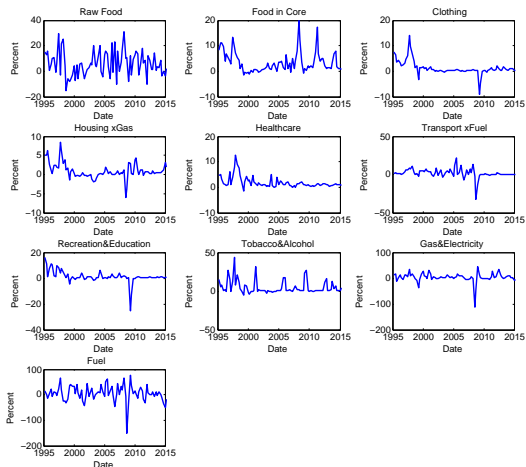 Raw Food
Percent
40
20
0
−20
1995 2000 2005 2010 2015
Date
Food in Core
Percent
20
10
0
−10
1995 2000 2005 2010 2015
Date
Clothing
Percent
20
10
0
−10
1995 2000 2005 2010 2015
Date
Housing xGas
Percent
10
5
0
−5
−10
1995 2000 2005 2010 2015
Date
Healthcare
Percent
20
10
0
−10
1995 2000 2005 2010 2015
Date
Transport xFuel
Percent
50
0
−50
1995 2000 2005 2010 2015
Date
Recreation&Education
Percent
20
0
−20
−40
1995 2000 2005 2010 2015
Date
Tobacco&Alcohol
Percent
50
0
−50
1995 2000 2005 2010 2015
Date
Gas&Electricity
Percent
100
0
−100
−200
1995 2000 2005 2010 2015
Date
Fuel
Percent
100
0
−100
−200
1995 2000 2005 2010 2015
Date